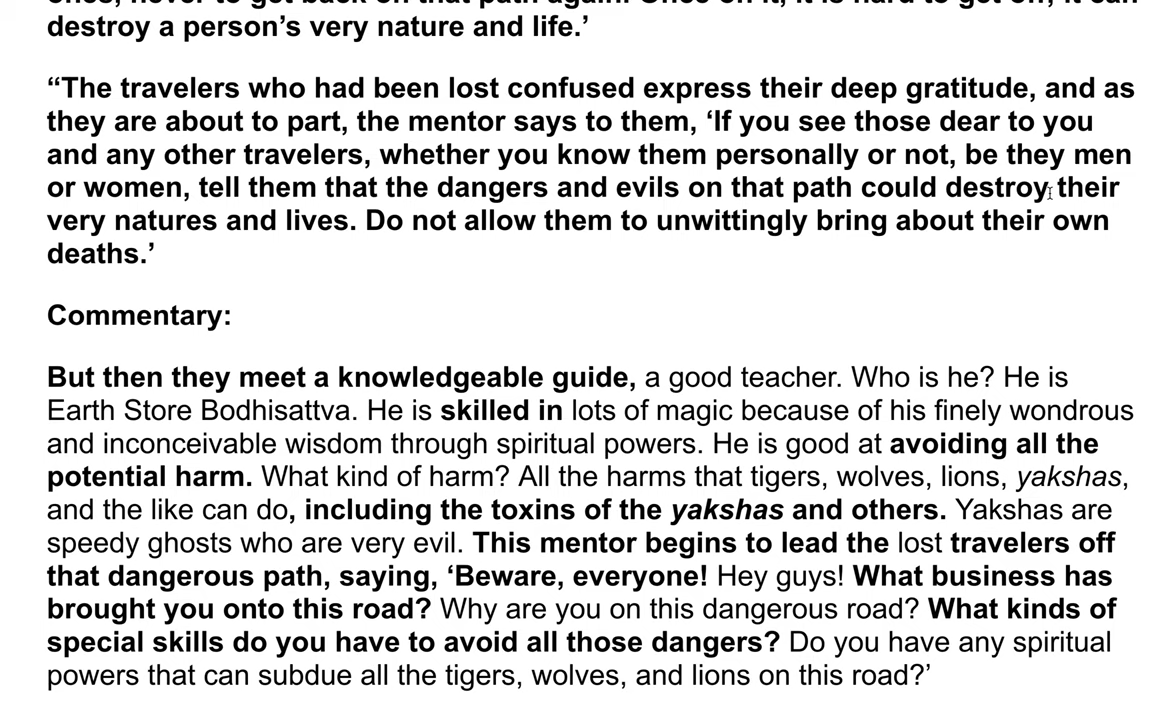 destroy a person’s very nature and life.’
“The travelers who had been lost confused express their deep gratitude, and as
they are about to part, the mentor says to them, ‘If you see those dear to you
and any other travelers, whether you know them personally or not, be they men
or women, tell them that the dangers and evils on that path could destroy their
very natures and lives. Do not allow them to unwittingly bring about their own
deaths.’
Commentary:
But then they meet a knowledgeable guide, a good teacher. Who is he? He is
Earth Store Bodhisattva. He is skilled in lots of magic because of his finely wondrous
and inconceivable wisdom through spiritual powers. He is good at avoiding all the
potential harm. What kind of harm? All the harms that tigers, wolves, lions, yakshas,
and the like can do, including the toxins of the yakshas and others. Yakshas are
speedy ghosts who are very evil. This mentor begins to lead the lost travelers off
that dangerous path, saying, ‘Beware, everyone! Hey guys! What business has
brought you onto this road? Why are you on this dangerous road? What kinds of
special skills do you have to avoid all those dangers? Do you have any spiritual
powers that can subdue all the tigers, wolves, and lions on this road?’